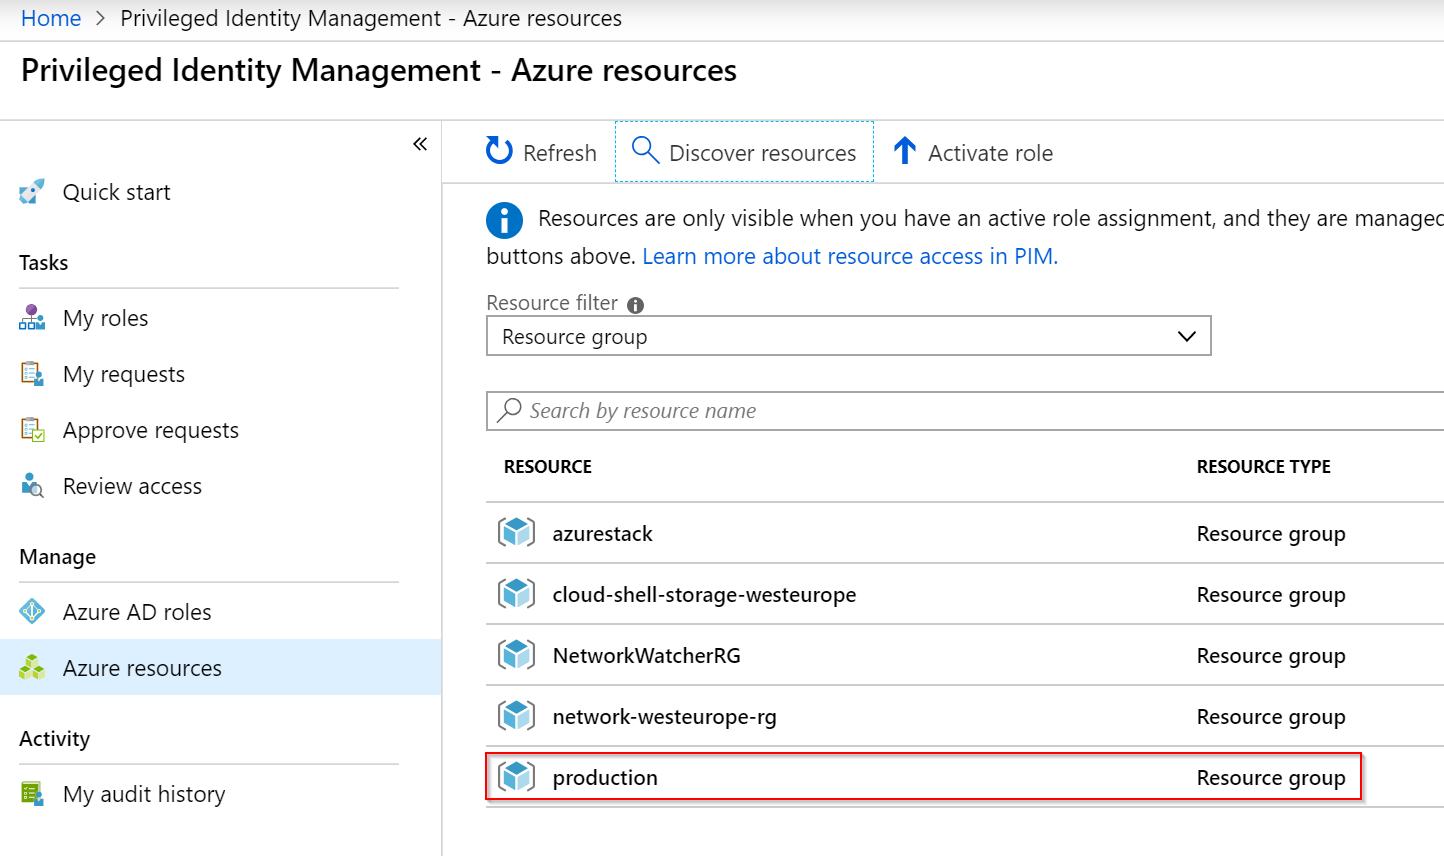 Home > Privileged Identity Management - Azure resources
Privileged Identity Management - Azure resources
«
Quick start
Tasks
My roles
My requests
Approve requests
Review access
Manage
Azure AD roles
Azure resources
Activity
My audit history
Refresh Discover resources Activate role
Resources are only visible when you have an active role assignment, and they are managed
buttons above. Learn more about resource access in PIM.
Resource filter
Resource group
Search by resource name
RESOURCE RESOURCE TYPE
azurestack Resource group
cloud-shell-storage-westeurope Resource group
NetworkWatcherRG Resource group
network-westeurope-rg Resource group
production Resource group